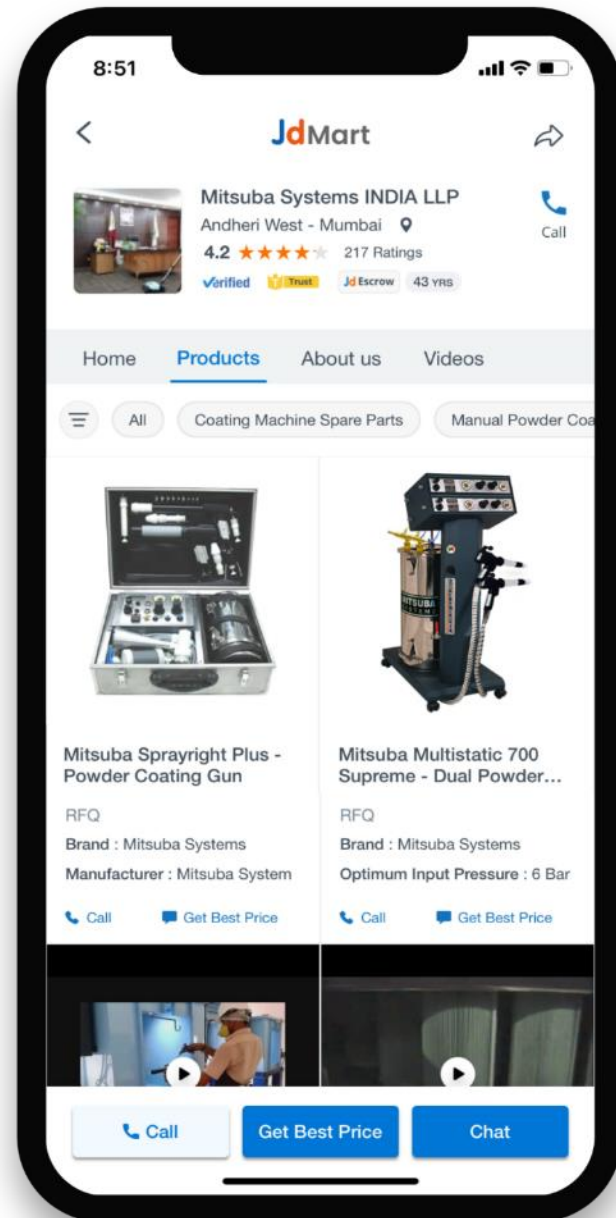 8:51
JdMart
Mitsuba Systems INDIA LLP
Andheri West - Mumbai
4.2 217 Ratings
Verified Trust Jd Escrow 43 YRS
Call
Home Products About us Videos
All Coating Machine Spare Parts Manual Powder Coa
MITSUBA
SYSTEMS
Mitsuba Sprayright Plus -
Powder Coating Gun
RFQ
Brand : Mitsuba Systems
Manufacturer : Mitsuba System
Call Get Best Price
Mitsuba Multistatic 700
Supreme - Dual Powder...
RFQ
Brand : Mitsuba Systems
Optimum Input Pressure : 6 Bar
Call Get Best Price
Call Get Best Price Chat